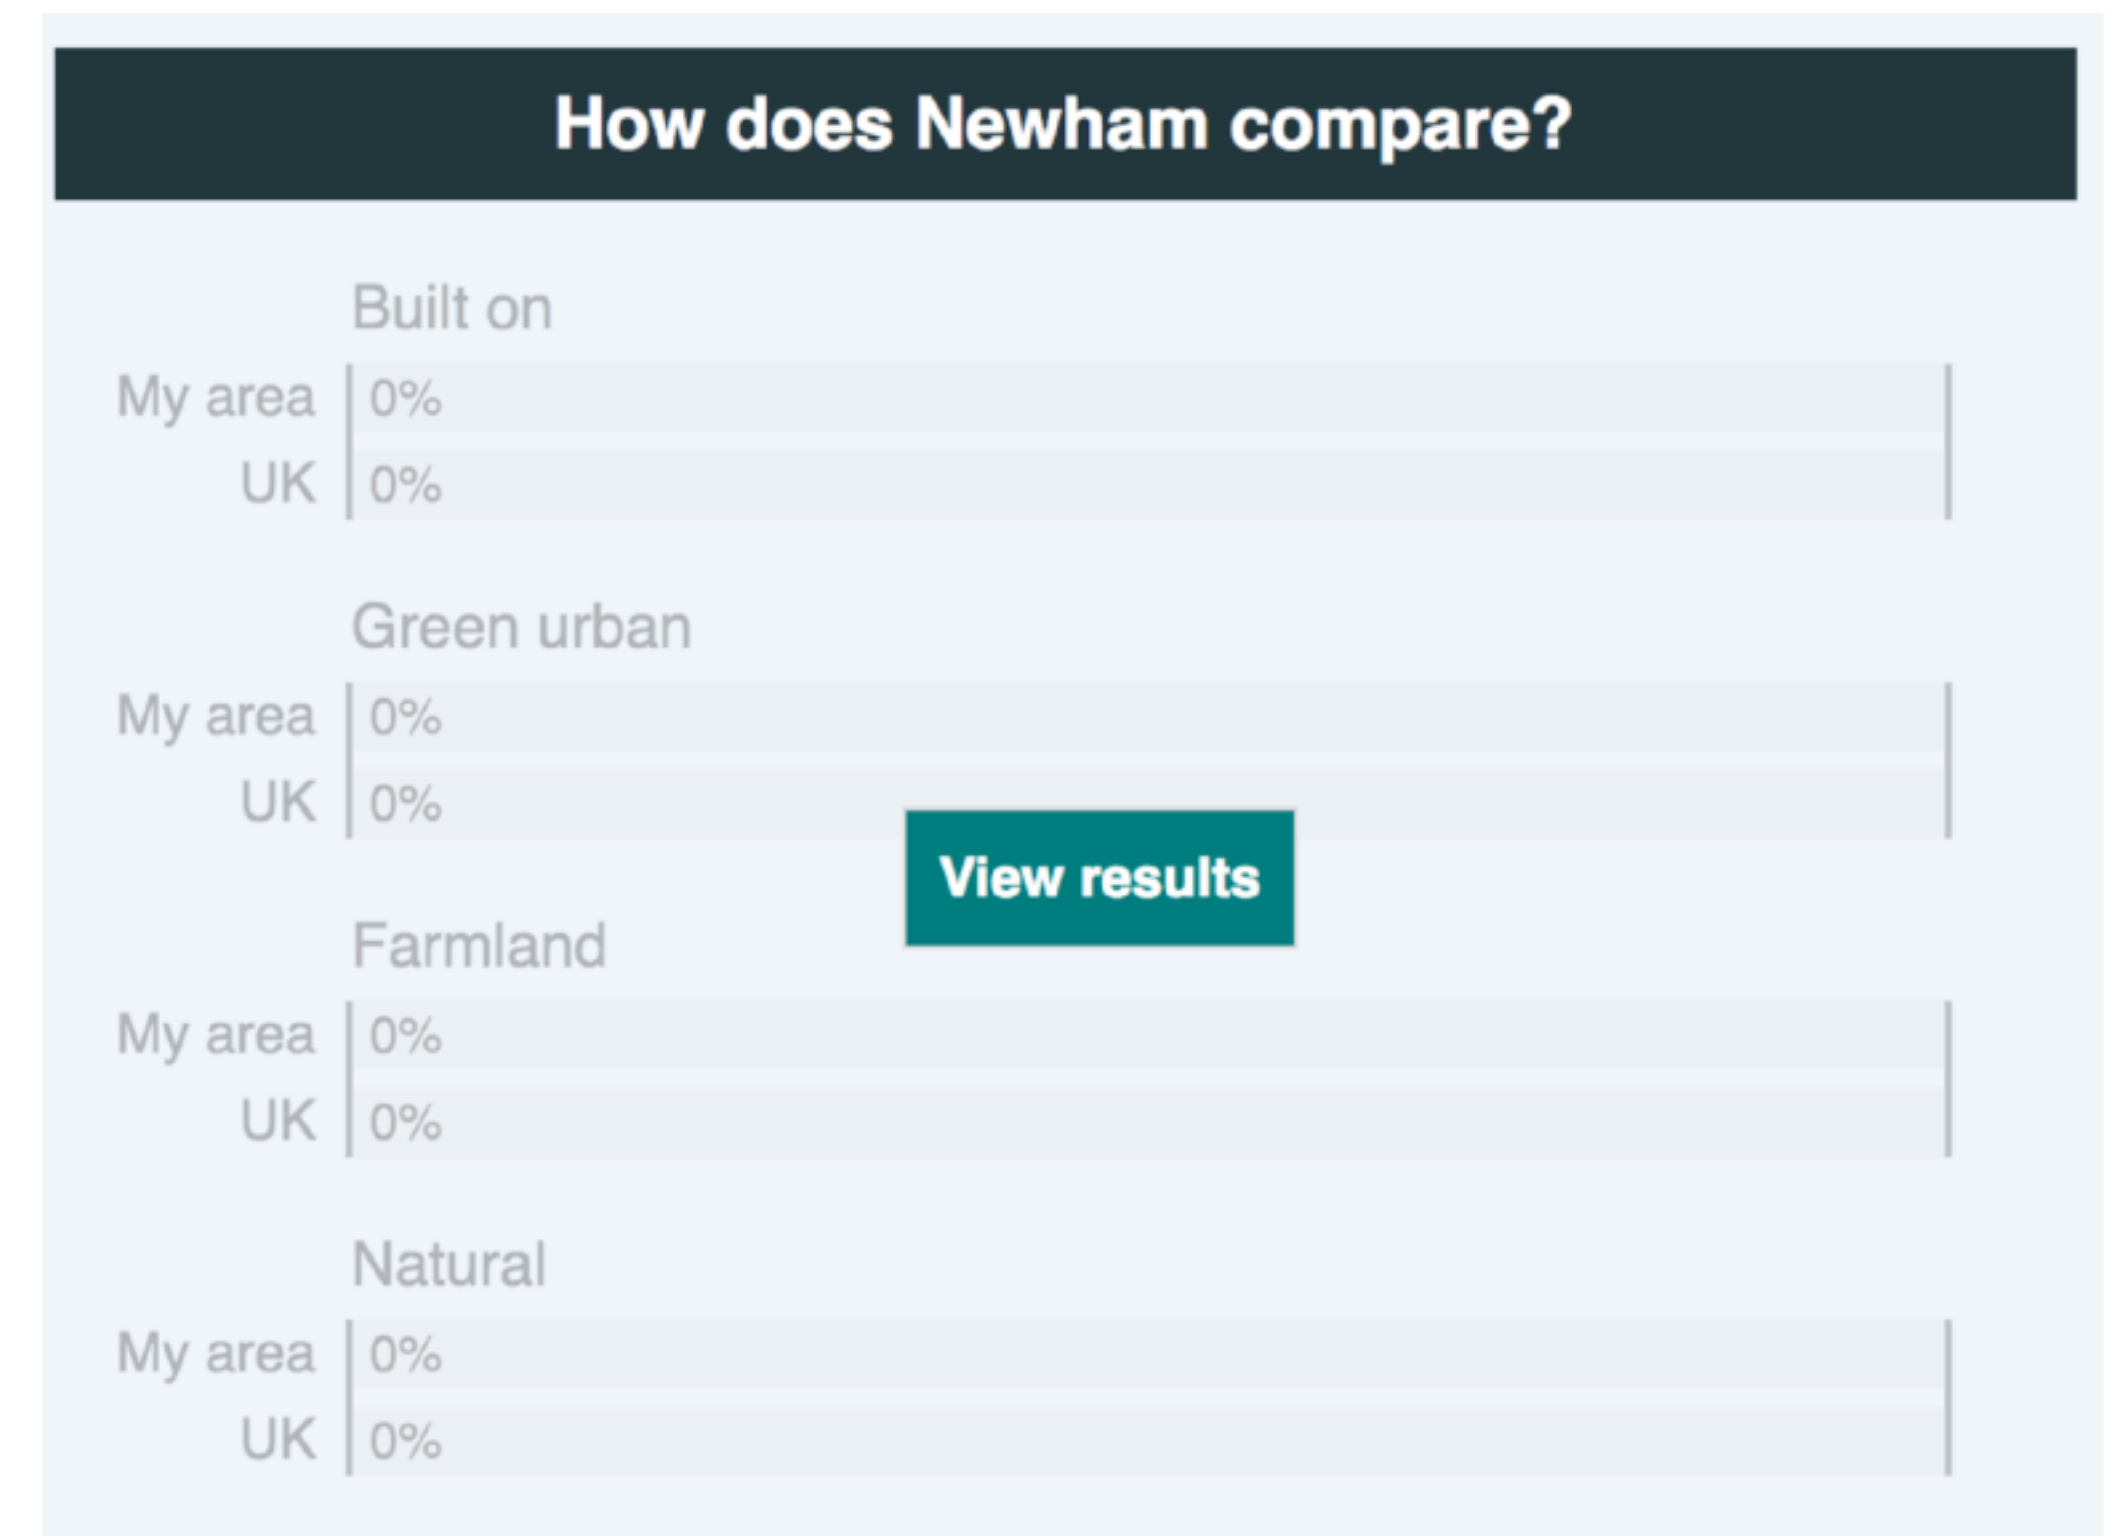 How does Newham compare?
Built on
My area 0%
UK 0%
Green urban
My area 0%
UK 0%
View results
Farmland
My area 0%
UK 0%
Natural
My area 0%
UK 0%